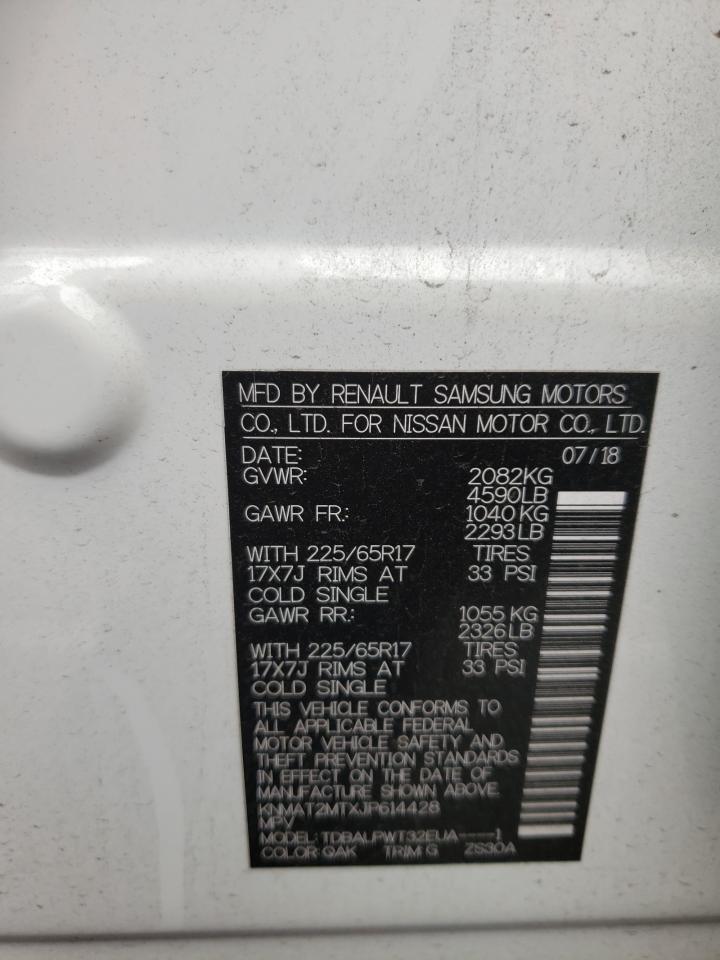 MFD BY RENAULT SAMSUNG MOTORS
CO., LTD. FOR NISSAN MOTOR CO., LTD.
DATE: 07/18
GVWR: 2082KG
4590LB
GAWR FR.: 1040 KG
2293 LB
WITH 225/65R17 TIRES
17X7J RIMS AT 33 PSI
COLD SINGLE
GAWR RR.: 1055 KG
2326 LB
WITH 225/65R17 TIRES
17X7J RIMS AT 33 PSI
COLD SINGLE
THIS VEHICLE CONFORMS TO
ALL APPLICABLE FEDERAL
MOTOR VEHICLE SAFETY AND
THEFT PREVENTION STANDARDS
IN EFFECT ON THE DATE OF
MANUFACTURE SHOWN ABOVE.
KNMAT2MTXJP614428
MPV
MODEL: TDBALPWT32EUA----1
COLOR: QAK TRIM: G ZS30A